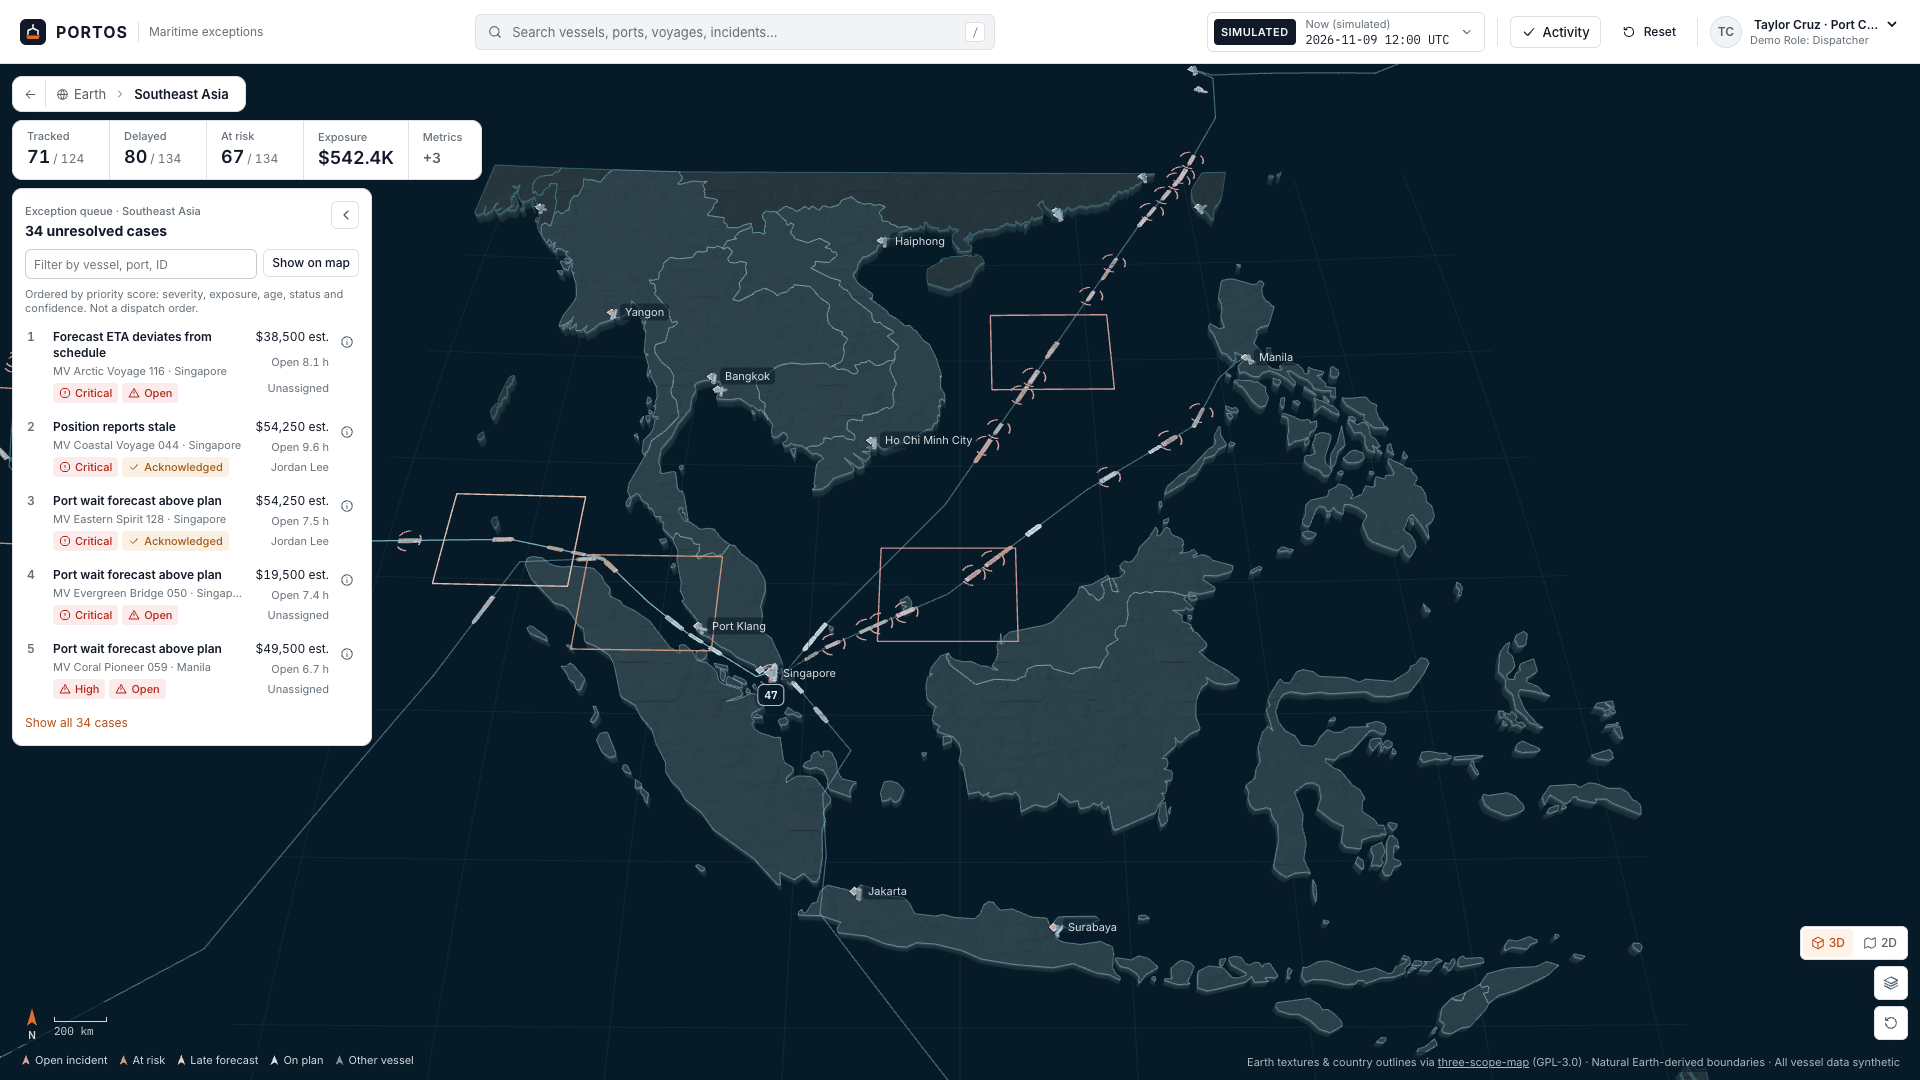 PORTOS
Maritime exceptions
Search vessels, ports, voyages, incidents...
/
SIMULATED
Now (simulated)
2026-11-09 12:00 UTC
Activity
Reset
TC
Taylor Cruz · Port C...
Demo Role: Dispatcher
Earth
Southeast Asia
Tracked
71 / 124
Delayed
80 / 134
At risk
67 / 134
Exposure
$542.4K
Metrics
+3
Exception queue · Southeast Asia
34 unresolved cases
Filter by vessel, port, ID
Show on map
Ordered by priority score: severity, exposure, age, status and
confidence. Not a dispatch order.
1
Forecast ETA deviates from
schedule
MV Arctic Voyage 116 · Singapore
Critical
Open
$38,500 est.
Open 8.1 h
Unassigned
2
Position reports stale
MV Coastal Voyage 044 · Singapore
Critical
Acknowledged
$54,250 est.
Open 9.6 h
Jordan Lee
3
Port wait forecast above plan
MV Eastern Spirit 128 · Singapore
Critical
Acknowledged
$54,250 est.
Open 7.5 h
Jordan Lee
4
Port wait forecast above plan
MV Evergreen Bridge 050 · Singap...
Critical
Open
$19,500 est.
Open 7.4 h
Unassigned
5
Port wait forecast above plan
MV Coral Pioneer 059 · Manila
High
Open
$49,500 est.
Open 6.7 h
Unassigned
Show all 34 cases
Haiphong
Yangon
Manila
Bangkok
Ho Chi Minh City
Port Klang
Singapore
47
Jakarta
Surabaya
3D
2D
N
200 km
Open incident
At risk
Late forecast
On plan
Other vessel
Earth textures & country outlines via three-scope-map (GPL-3.0) · Natural Earth-derived boundaries · All vessel data synthetic